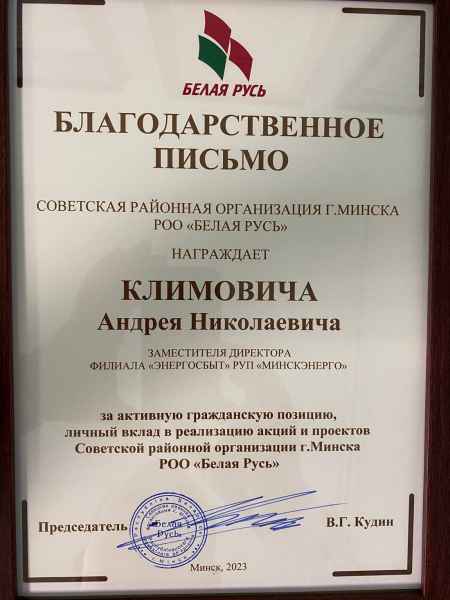 БЕЛАЯ РУСЬ
БЛАГОДАРСТВЕННОЕ
ПИСЬМО
СОВЕТСКАЯ РАЙОННАЯ ОРГАНИЗАЦИЯ Г.МИНСКА
РОО «БЕЛАЯ РУСЬ»
НАГРАЖДАЕТ
КЛИМОВИЧА
Андрея Николаевича
ЗАМЕСТИТЕЛЯ ДИРЕКТОРА
ФИЛИАЛА «ЭНЕРГОСБЫТ» РУП «МИНСКЭНЕРГО»
за активную гражданскую позицию,
личный вклад в реализацию акций и проектов
Советской районной организации г.Минска
РОО «Белая Русь»
Председатель
«Белая
Русь»
В.Г. Кудин
Минск, 2023